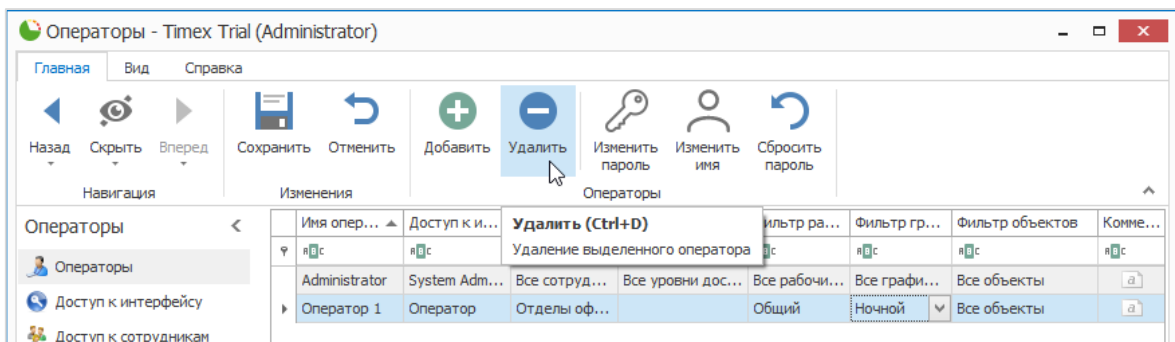 Операторы - Timex Trial (Administrator)
Главная Вид Справка
Назад Скрыть Вперед Сохранить Отменить Добавить Удалить Изменить пароль Изменить имя Сбросить пароль
Навигация Изменения Операторы
Операторы
Имя опер... Доступ к и... ильтр ра... Фильтр гр... Фильтр объектов Комме...
Удалить (Ctrl+D)
Удаление выделенного оператора
Операторы
Administrator System Adm... Все сотруд... Все уровни дос... Все рабочи... Все графи... Все объекты
Доступ к интерфейсу
Оператор 1 Оператор Отделы оф... Общий Ночной Все объекты
Доступ к сотрудникам